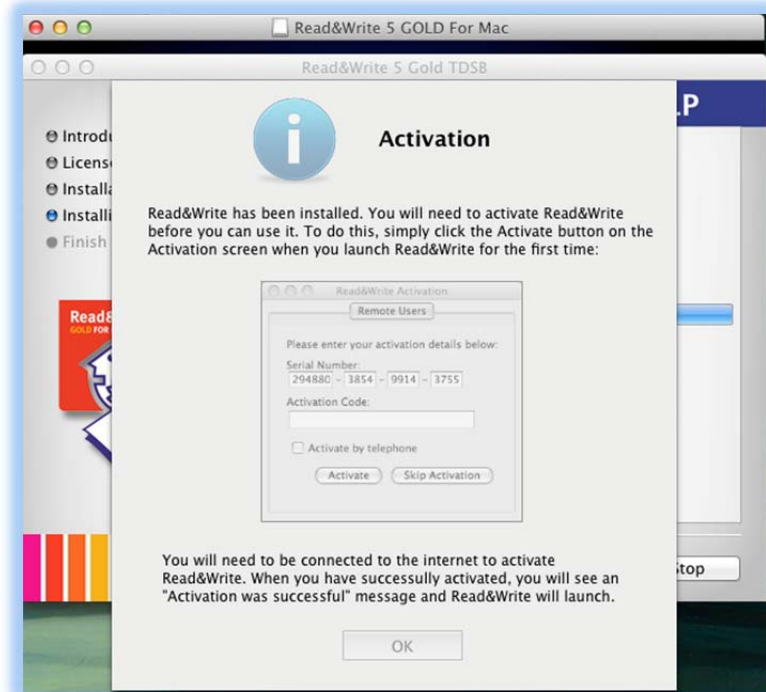 Read&Write 5 GOLD For Mac
Read&Write 5 Gold TDSB
LP
Introdu
Licens
Installa
Installi
Finish
Read&
GOLD FOR
Activation
Read&Write has been installed. You will need to activate Read&Write
before you can use it. To do this, simply click the Activate button on the
Activation screen when you launch Read&Write for the first time:
Read&Write Activation
Remote Users
Please enter your activation details below:
Serial Number:
294880 - 3854 - 9914 - 3755
Activation Code:
Activate by telephone
Activate Skip Activation
You will need to be connected to the internet to activate
Read&Write. When you have successully activated, you will see an
"Activation was successful" message and Read&Write will launch.
Stop
OK